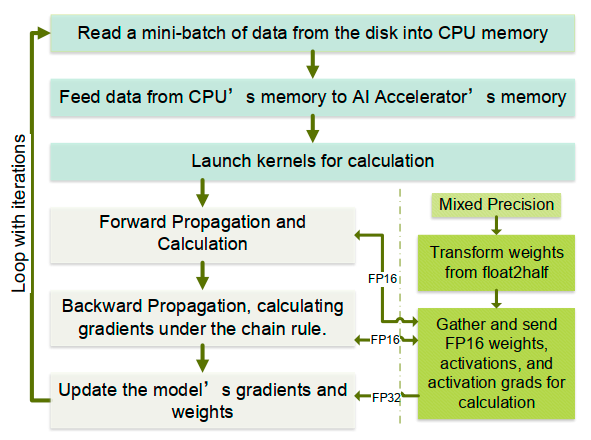 Read a mini-batch of data from the disk into CPU memory
Feed data from CPU’s memory to AI Accelerator’s memory
Launch kernels for calculation
Loop with iterations
Forward Propagation and
Calculation
Backward Propagation, calculating
gradients under the chain rule.
Update the model’s gradients and
weights
FP16
FP16
FP32
Mixed Precision
Transform weights
from float2half
Gather and send
FP16 weights,
activations, and
activation grads for
calculation